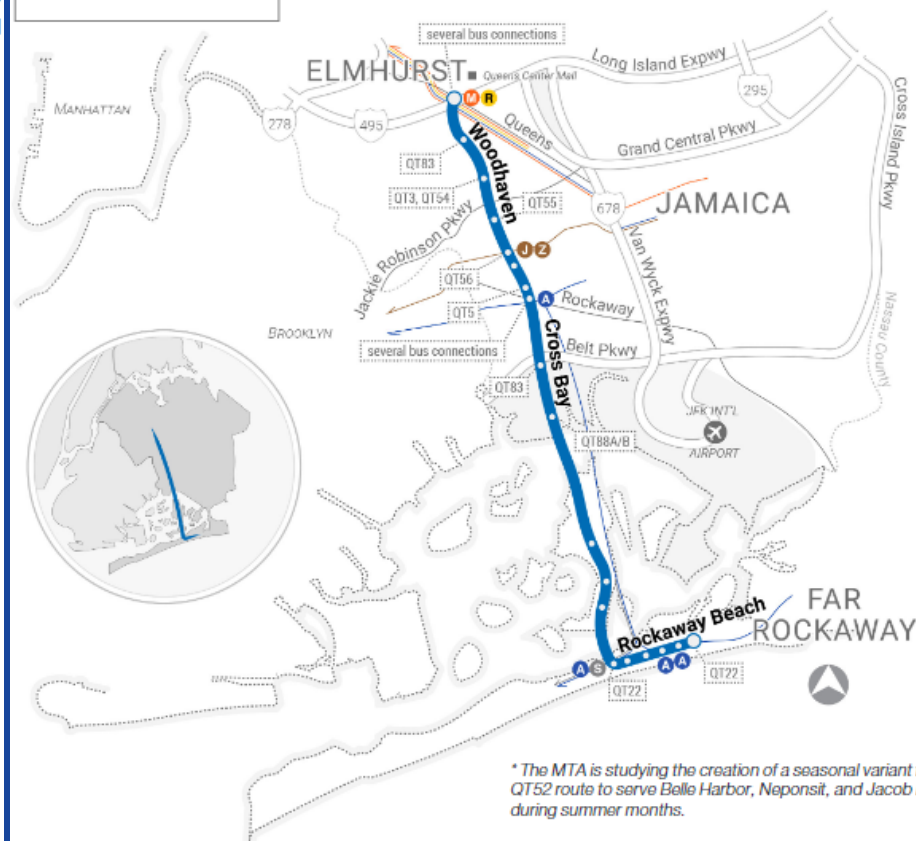 several bus connections
ELMHURST
Queens Center Mall
Long Island Expwy
MANHATTAN
M R
295
278
495
Queens
Grand Central Pkwy
Cross Island Pkwy
Woodhaven
QT83
QT3, QT54
QT55
678
JAMAICA
Jackie Robinson Pkwy
J Z
Van Wyck Expwy
QT56
A
Rockaway
QT5
Nassau County
BROOKLYN
several bus connections
Cross Bay
Belt Pkwy
QT83
JFK INT'L
AIRPORT
QT88A/B
FAR
ROCKAWAY
Rockaway Beach
A S
A A
QT22
QT22
* The MTA is studying the creation of a seasonal variant
QT52 route to serve Belle Harbor, Neponsit, and Jacob
during summer months.